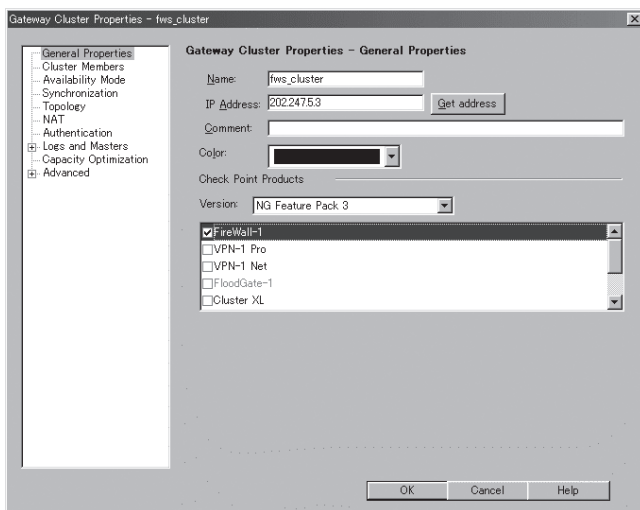 Gateway Cluster Properties - fws_cluster
General Properties
Cluster Members
Availability Mode
Synchronization
Topology
NAT
Authentication
Logs and Masters
Capacity Optimization
Advanced
Gateway Cluster Properties - General Properties
Name: fws_cluster
IP Address: 202.247.5.3 Get address
Comment:
Color:
Check Point Products
Version: NG Feature Pack 3
FireWall-1
VPN-1 Pro
VPN-1 Net
FloodGate-1
Cluster XL
OK Cancel Help